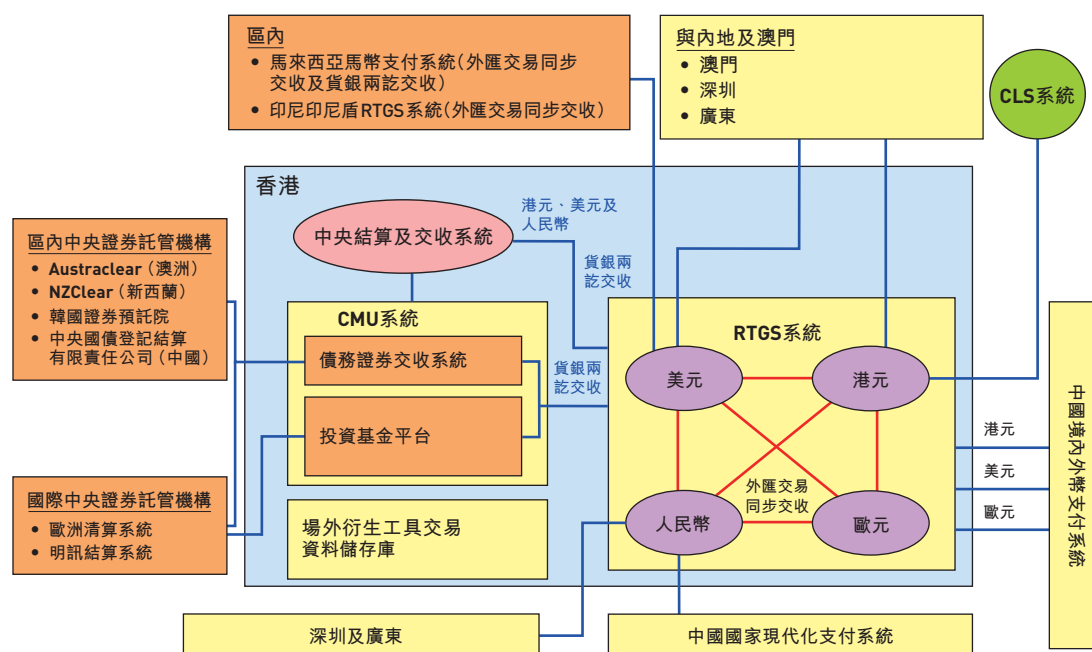 區內
• 馬來西亞馬幣支付系統(外匯交易同步
交收及貨銀兩訖交收)
• 印尼印尼盾RTGS系統(外匯交易同步交收)
與內地及澳門
• 澳門
• 深圳
• 廣東
CLS系統
香港
中央結算及交收系統
港元、美元及
人民幣
貨銀兩
訖交收
區內中央證券託管機構
• Austraclear(澳洲)
• NZClear(新西蘭)
• 韓國證券預託院
• 中央國債登記結算
有限責任公司(中國)
CMU系統
債務證券交收系統
投資基金平台
貨銀兩
訖交收
RTGS系統
美元
港元
人民幣
歐元
外匯交易
同步交收
港元
美元
歐元
中國境內外幣支付系統
國際中央證券託管機構
• 歐洲清算系統
• 明訊結算系統
場外衍生工具交易
資料儲存庫
深圳及廣東
中國國家現代化支付系統